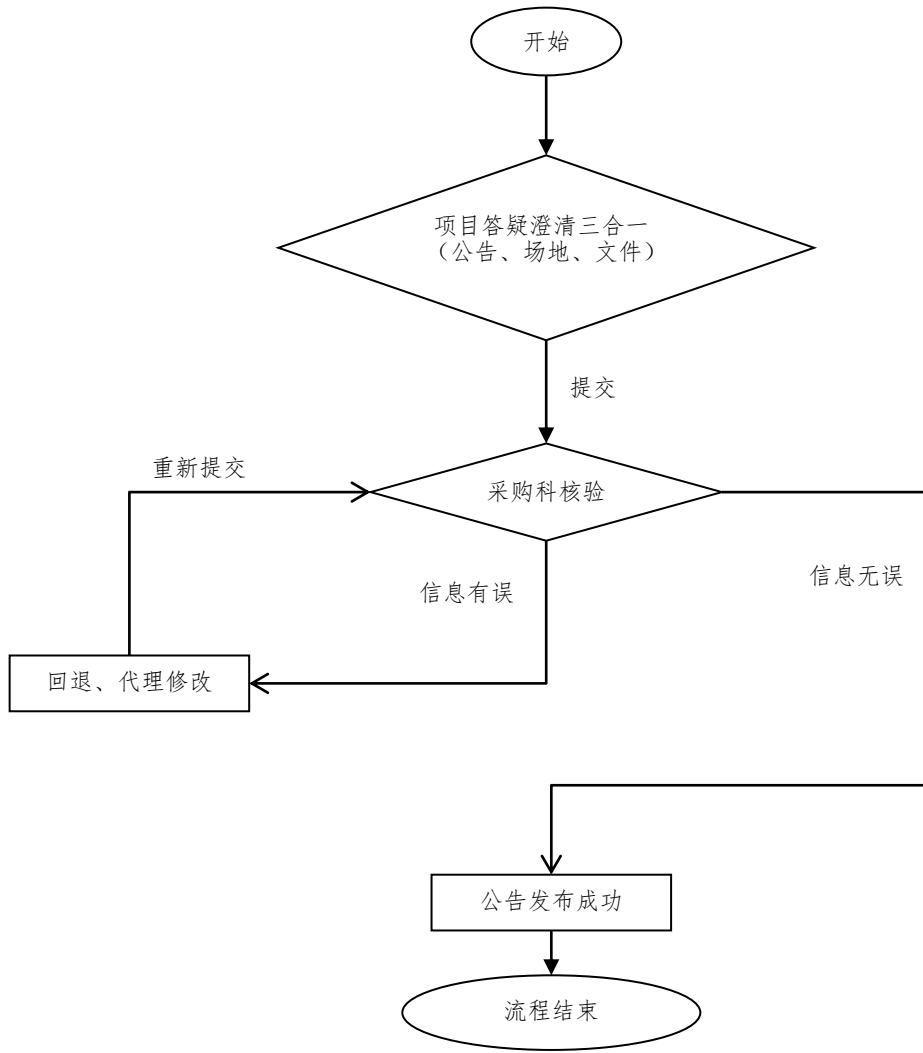 开始
项目答疑澄清三合一
（公告、场地、文件）
提交
重新提交
采购科核验
信息有误
信息无误
回退、代理修改
公告发布成功
流程结束